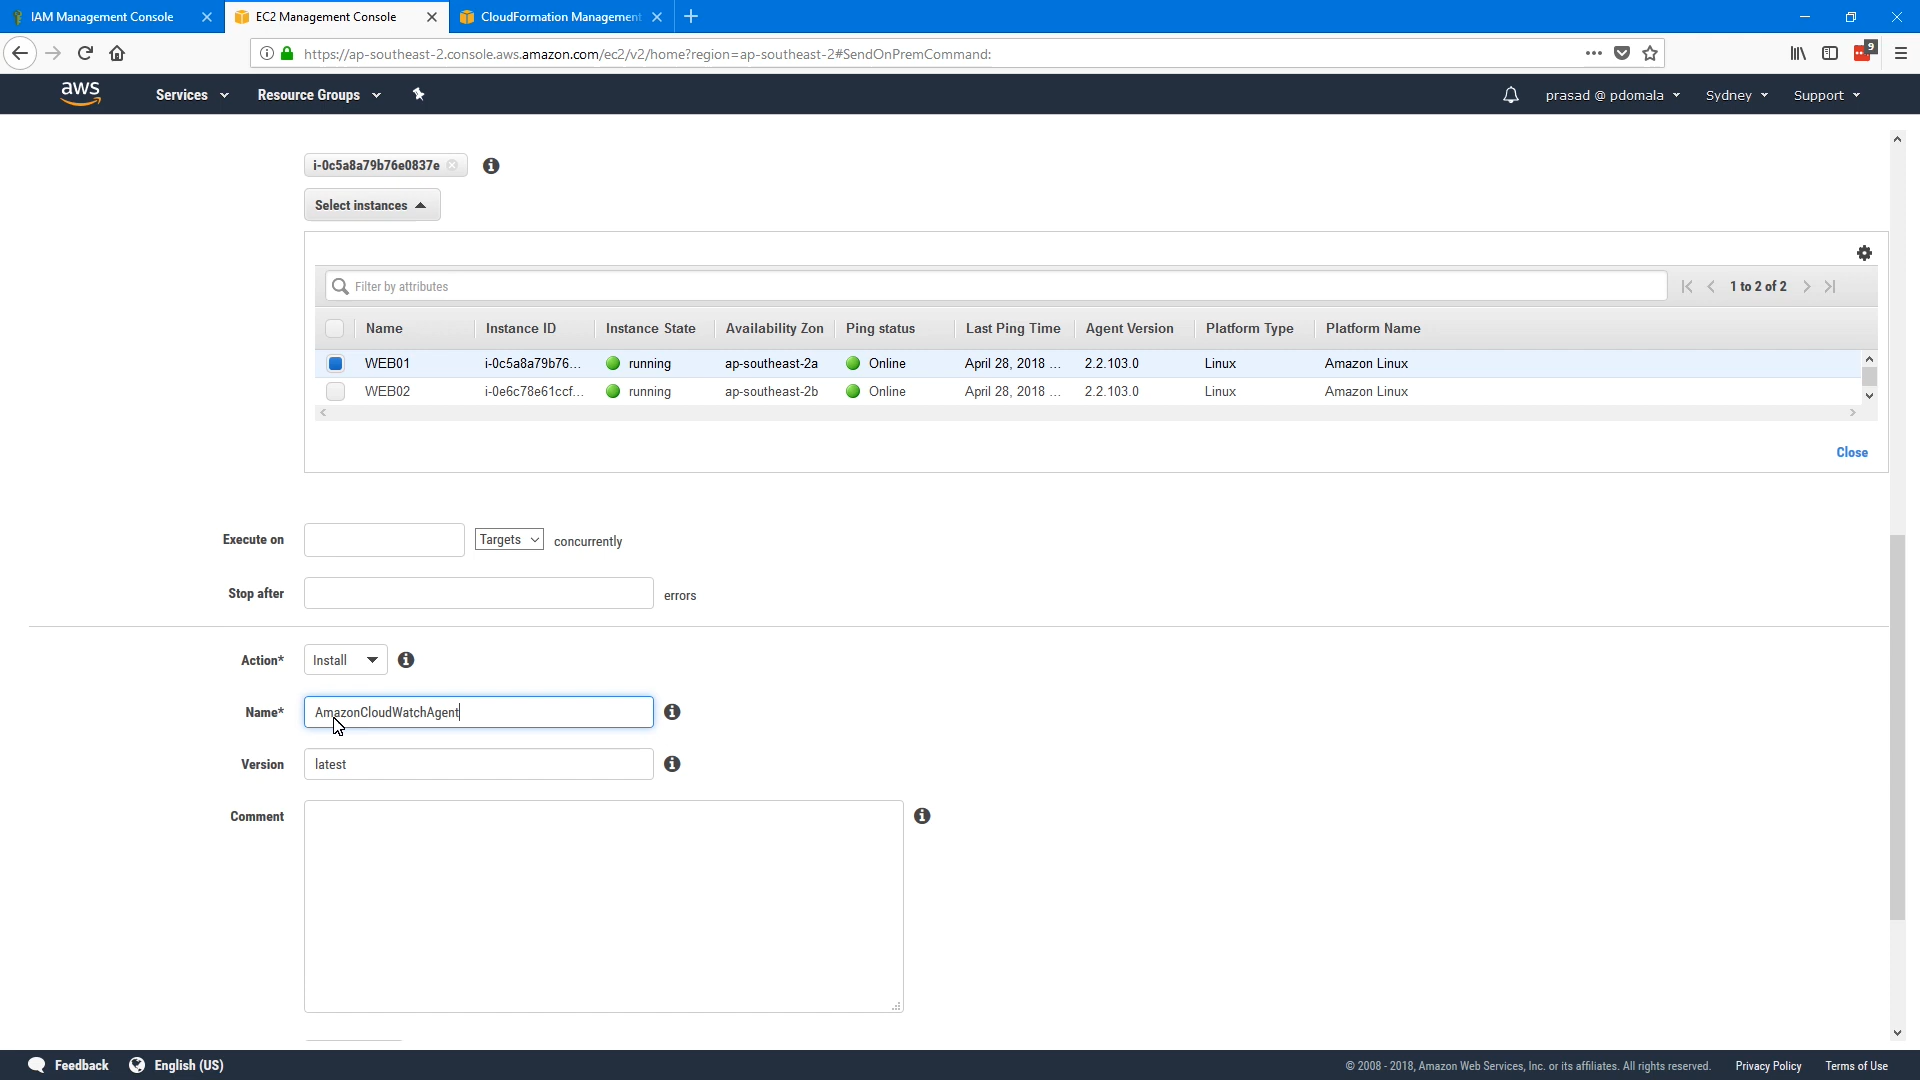 IAM Management Console
EC2 Management Console
CloudFormation Management
https://ap-southeast-2.console.aws.amazon.com/ec2/v2/home?region=ap-southeast-2#SendOnPremCommand:
9
aws
Services
Resource Groups
prasad @ pdomala
Sydney
Support
i-0c5a8a79b76e0837e
Select instances
Filter by attributes
1 to 2 of 2
Name Instance ID Instance State Availability Zon Ping status Last Ping Time Agent Version Platform Type Platform Name
WEB01 i-0c5a8a79b76... running ap-southeast-2a Online April 28, 2018 ... 2.2.103.0 Linux Amazon Linux
WEB02 i-0e6c78e61ccf... running ap-southeast-2b Online April 28, 2018 ... 2.2.103.0 Linux Amazon Linux
Close
Execute on Targets concurrently
Stop after errors
Action* Install
Name* AmazonCloudWatchAgent
Version latest
Comment
Feedback English (US) © 2008 - 2018, Amazon Web Services, Inc. or its affiliates. All rights reserved. Privacy Policy Terms of Use